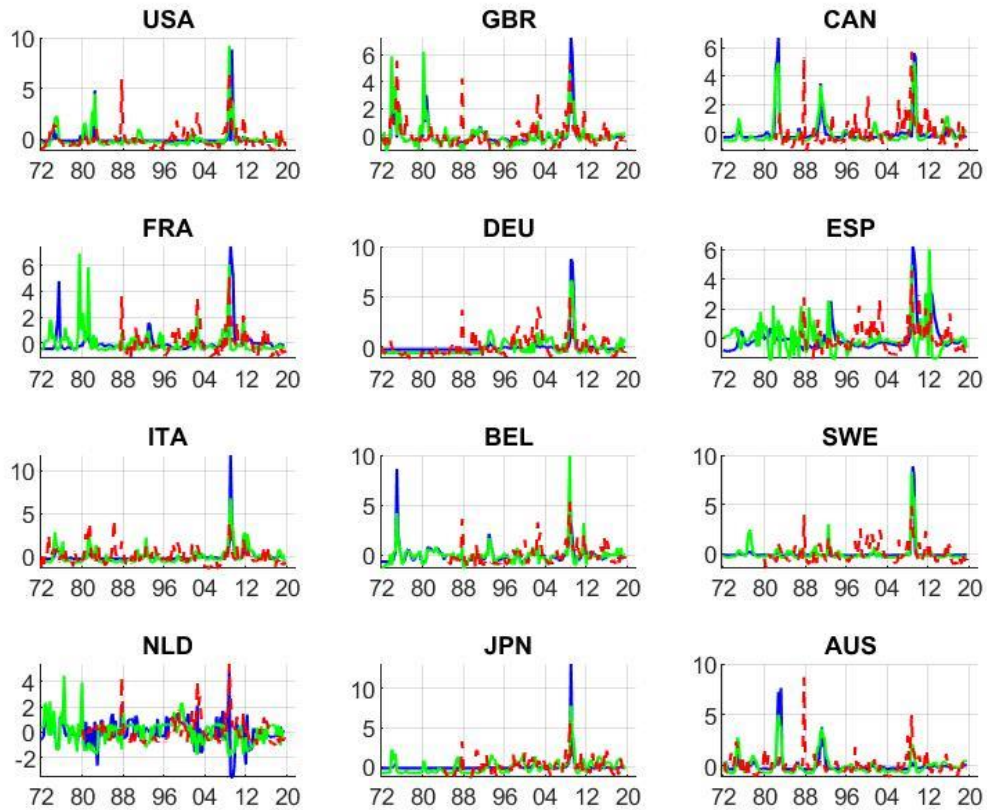 USA GBR CAN
10 6 6
5 4 4
0 2 2
0 0
72 80 88 96 04 12 20 72 80 88 96 04 12 20 72 80 88 96 04 12 20
FRA DEU ESP
6 10 6
4 5 4
2 0 2
0 0
72 80 88 96 04 12 20 72 80 88 96 04 12 20 72 80 88 96 04 12 20
ITA BEL SWE
10 10 10
5 5 5
0 0 0
72 80 88 96 04 12 20 72 80 88 96 04 12 20 72 80 88 96 04 12 20
NLD JPN AUS
4 10 10
2 5 5
0 0 0
-2
72 80 88 96 04 12 20 72 80 88 96 04 12 20 72 80 88 96 04 12 20